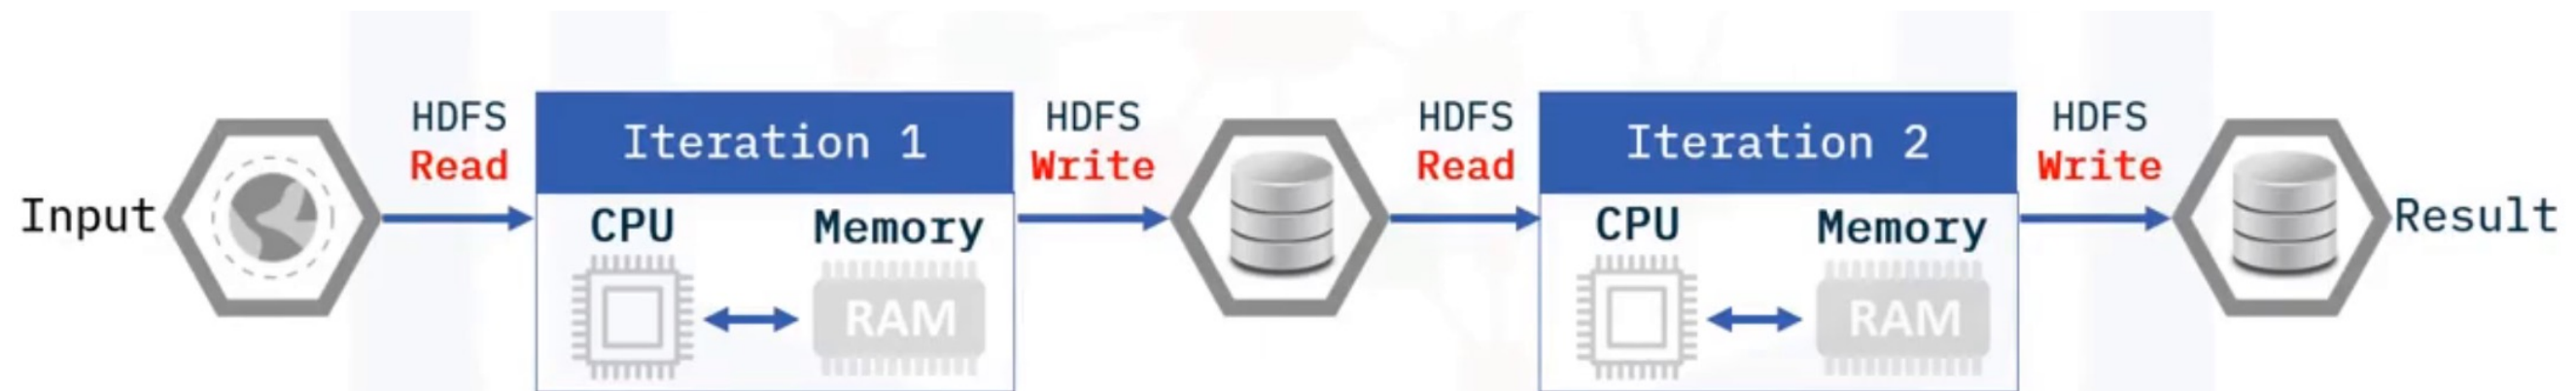 Input
HDFS
Read
Iteration 1
CPU
Memory
RAM
HDFS
Write
HDFS
Read
Iteration 2
CPU
Memory
RAM
HDFS
Write
Result